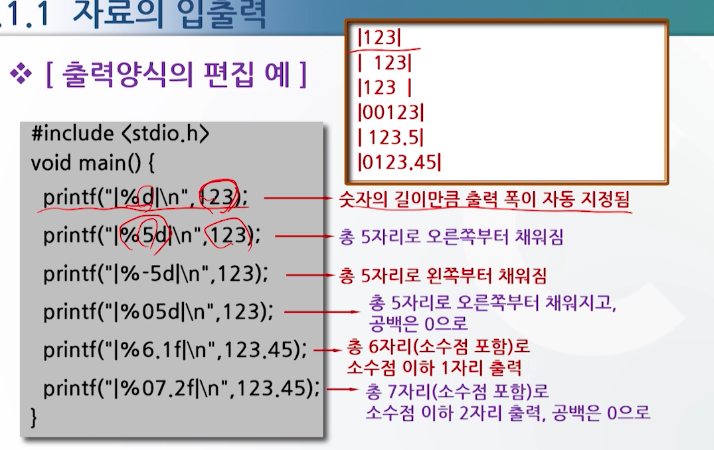 .1.1 자료의 입출력
❖ [ 출력양식의 편집 예 ]
|123|
|  123|
|123  |
|00123|
| 123.5|
|0123.45|
#include <stdio.h>
void main() {
printf("|%d|\n",123);
숫자의 길이만큼 출력 폭이 자동 지정됨
printf("|%5d|\n",123);
총 5자리로 오른쪽부터 채워짐
printf("|%-5d|\n",123);
총 5자리로 왼쪽부터 채워짐
printf("|%05d|\n",123);
총 5자리로 오른쪽부터 채워지고,
공백은 0으로
printf("|%6.1f|\n",123.45);
총 6자리(소수점 포함)로
소수점 이하 1자리 출력
printf("|%07.2f|\n",123.45);
총 7자리(소수점 포함)로
소수점 이하 2자리 출력, 공백은 0으로
}